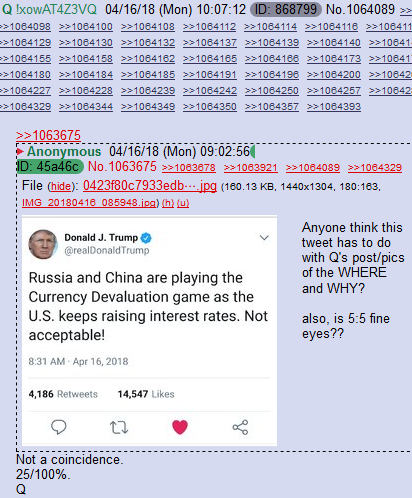 Q !xowAT4Z3VQ 04/16/18 (Mon) 10:07:12 ID: 868799 No.1064089
>>1064098 >>1064100 >>1064132 >>1064108 >>1064112 >>1064114 >>1064116
>>1064129 >>1064130 >>1064132 >>1064137 >>1064139 >>1064140
>>1064155 >>1064158 >>1064162 >>1064165 >>1064166 >>1064173
>>1064180 >>1064184 >>1064185 >>1064191 >>1064196 >>1064200
>>1064227 >>1064228 >>1064239 >>1064242 >>1064250 >>1064257
>>1064329 >>1064344 >>1064349 >>1064350 >>1064357 >>1064393
>>1063675
Anonymous 04/16/18 (Mon) 09:02:56
ID: 45a46c No.1063675 >>1063678 >>1063921 >>1064089 >>1064329
File (hide): 0423f80c7933edb⋯.jpg (160.13 KB, 1440x1304, 180:163,
IMG_20180416_085948.jpg) (h) (u)
Donald J. Trump
@realDonaldTrump
Russia and China are playing the
Currency Devaluation game as the
U.S. keeps raising interest rates. Not
acceptable!
8:31 AM · Apr 16, 2018
4,186 Retweets 14,547 Likes
Anyone think this
tweet has to do
with Q's post/pics
of the WHERE
and WHY?
also, is 5:5 fine
eyes??
Not a coincidence.
25/100%.
Q